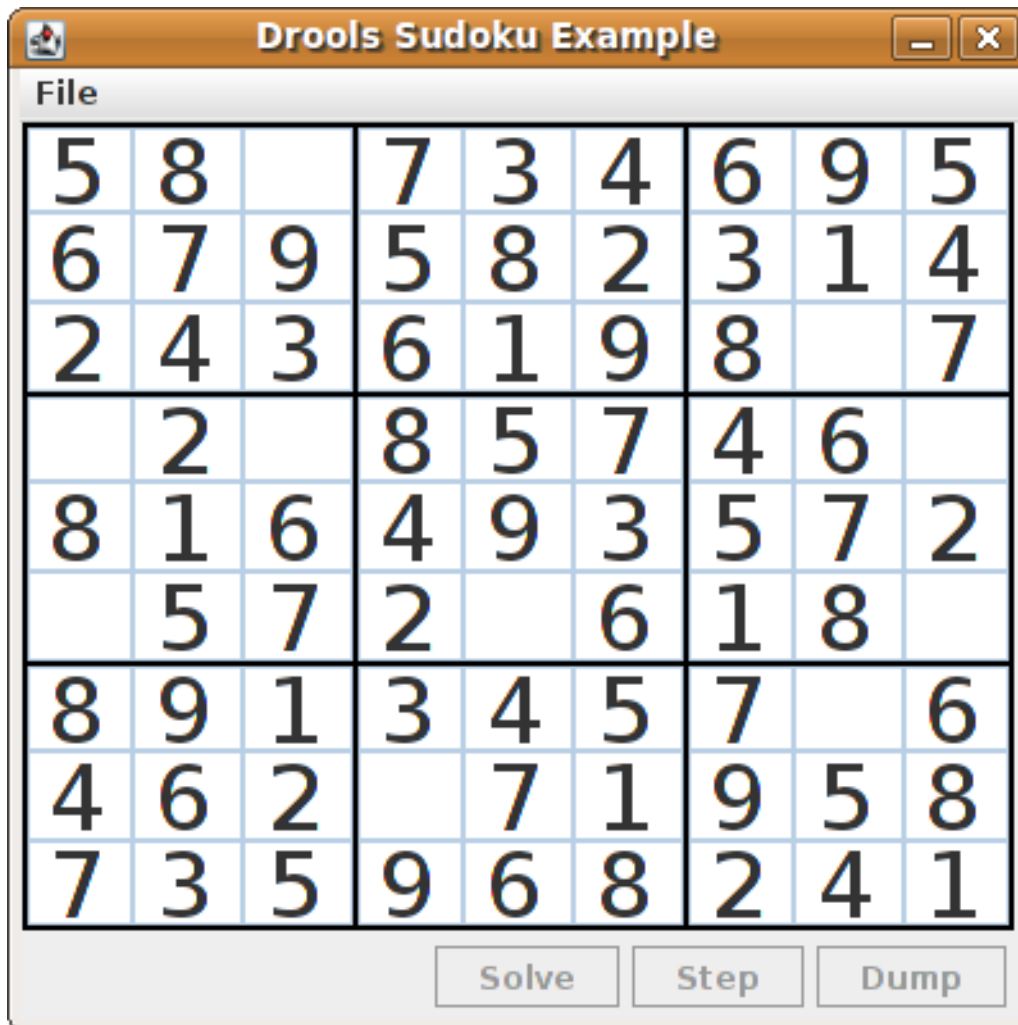 Drools Sudoku Example
File
5 8 7 3 4 6 9 5
6 7 9 5 8 2 3 1 4
2 4 3 6 1 9 8 7
2 8 5 7 4 6
8 1 6 4 9 3 5 7 2
5 7 2 6 1 8
8 9 1 3 4 5 7 6
4 6 2 7 1 9 5 8
7 3 5 9 6 8 2 4 1
Solve Step Dump